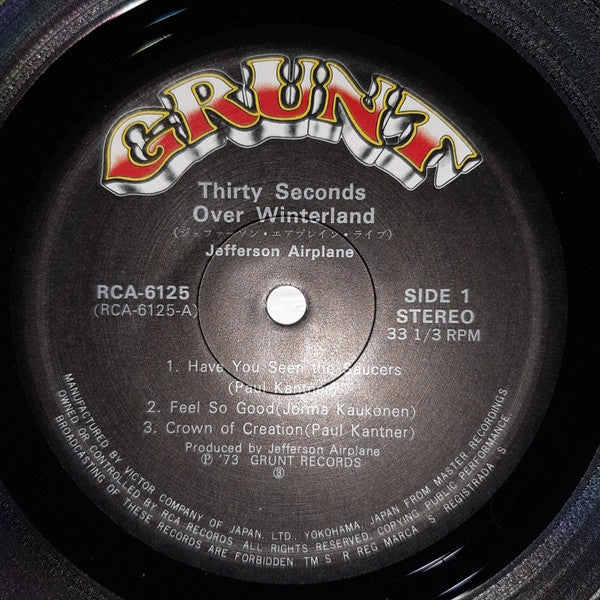 GRUNT
Thirty Seconds
Over Winterland
(ジェファーソン・エアプレイン・ライブ)
Jefferson Airplane
RCA-6125
(RCA-6125-A)
SIDE 1
STEREO
33 1/3 RPM
1. Have You Seen the Saucers
(Paul
2. Feel So Good(Jorma Kaukonen)
3. Crown of Creation(Paul Kantner)
Produced by Jefferson Airplane
Ⓟ '73 GRUNT RECORDS
MANUFACTURED BY VICTOR COMPANY OF JAPAN, LTD., YOKOHAMA, JAPAN FROM MASTER RECORDINGS
OWNED OR CONTROLLED BY RCA RECORDS. ALL RIGHTS RESERVED. COPYING PUBLIC PERFORMANCE.
BROADCASTING OF THESE RECORDS ARE FORBIDDEN. TM S R REG MARCA S REGISTRADA S